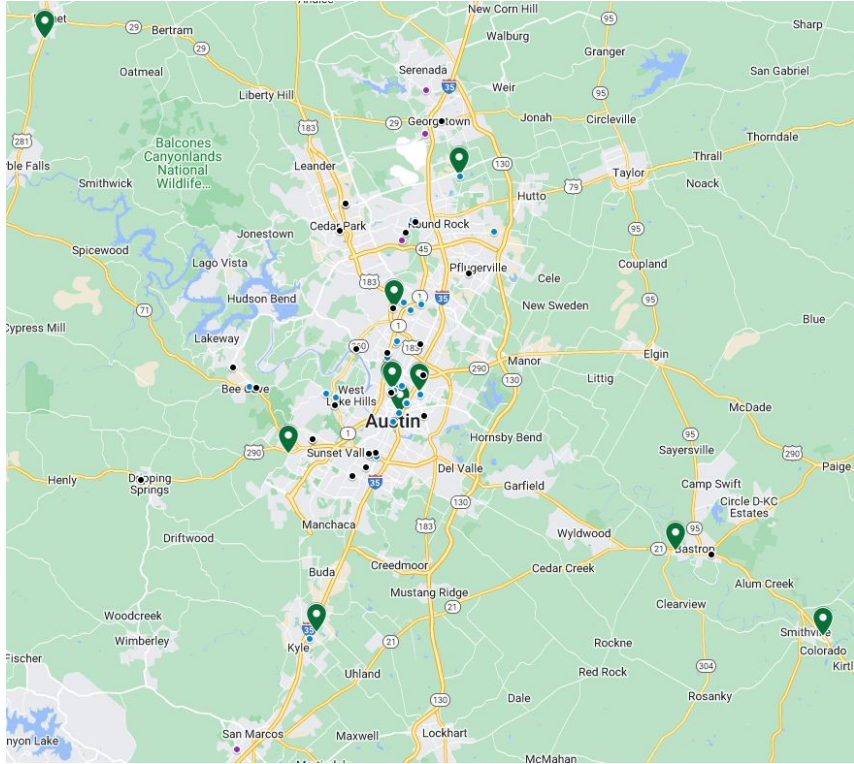 New Corn Hill
Bertram
Walburg
Sharp
Granger
Oatmeal
Serenada
Weir
San Gabriel
Liberty Hill
Georgetown
Jonah
Circleville
Thorndale
Balcones
Canyonlands
National
Wildlife...
Leander
Thrall
Taylor
Noack
Smithwick
Hutto
Cedar Park
Round Rock
Jonestown
Spicewood
Lago Vista
Pflugerville
Cele
Coupland
Hudson Bend
New Sweden
Cypress Mill
Blue
Lakeway
Manor
Elgin
Littig
Bee Cave
West
Lake Hills
McDade
Austin
Hornsby Bend
Sayersville
Sunset Vall
Del Valle
Paige
Henly
Dripping
Springs
Garfield
Camp Swift
Circle D-KC
Estates
Manchaca
Driftwood
Wyldwood
Bastrop
Buda
Creedmoor
Cedar Creek
Alum Creek
Mustang Ridge
Clearview
Woodcreek
Wimberley
Kyle
Smithville
Colorado
Rockne
Fischer
Uhland
Red Rock
Rosanky
Dale
San Marcos
Maxwell
Lockhart
nyon Lake
McMahan
29
29
95
35
183
29
95
281
130
79
95
45
183
71
1
35
95
1
360
183
290
130
95
1
290
290
130
35
183
95
21
21
35
21
304
130